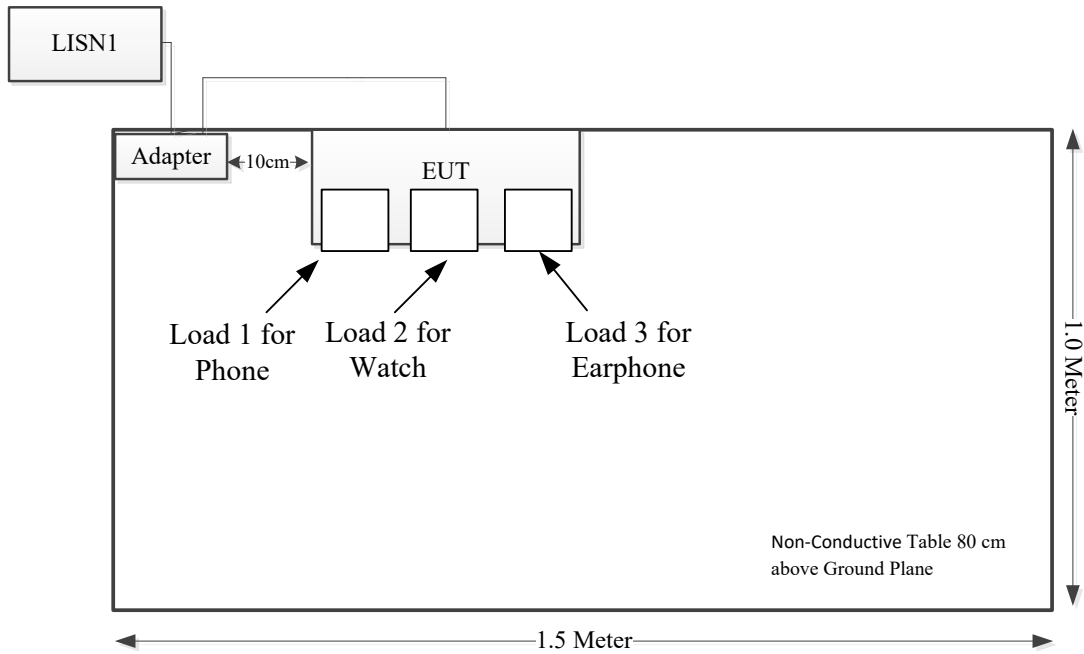 LISN1
Adapter
10cm
EUT
Load 1 for
Phone
Load 2 for
Watch
Load 3 for
Earphone
1.0 Meter
Non-Conductive Table 80 cm
above Ground Plane
1.5 Meter